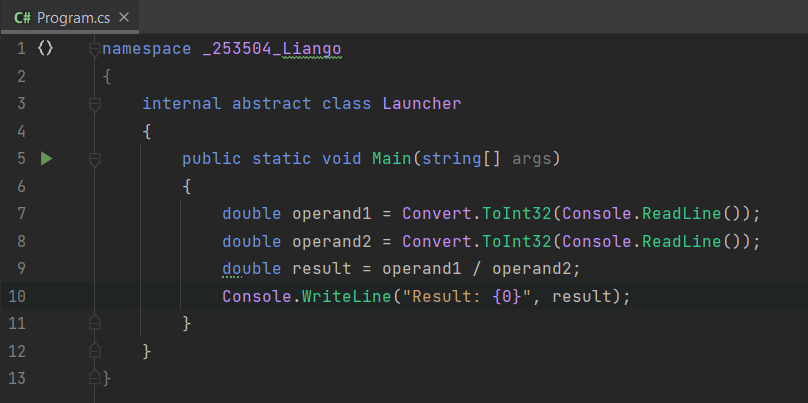 C# Program.cs ×
1 <> namespace _253504_Liango
2 {
3     internal abstract class Launcher
4     {
5         public static void Main(string[] args)
6         {
7             double operand1 = Convert.ToInt32(Console.ReadLine());
8             double operand2 = Convert.ToInt32(Console.ReadLine());
9             double result = operand1 / operand2;
10             Console.WriteLine("Result: {0}", result);
11         }
12     }
13 }